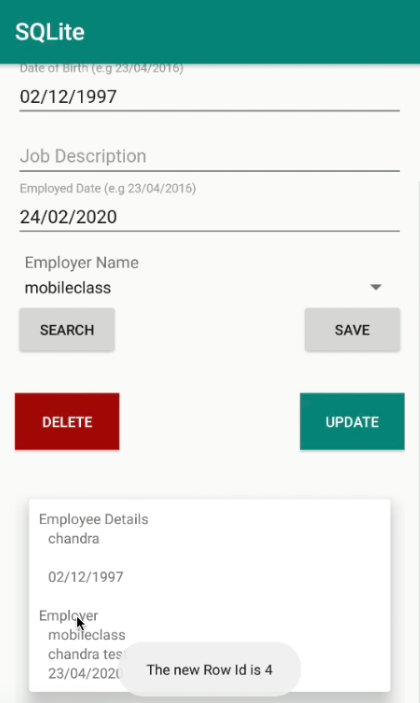 SQLite
Date of Birth (e.g 23/04/2016)
02/12/1997
Job Description
Employed Date (e.g 23/04/2016)
24/02/2020
Employer Name
mobileclass
SEARCH
SAVE
DELETE
UPDATE
Employee Details
chandra
02/12/1997
Employer
mobileclass
chandra
23/04/2020
The new Row Id is 4